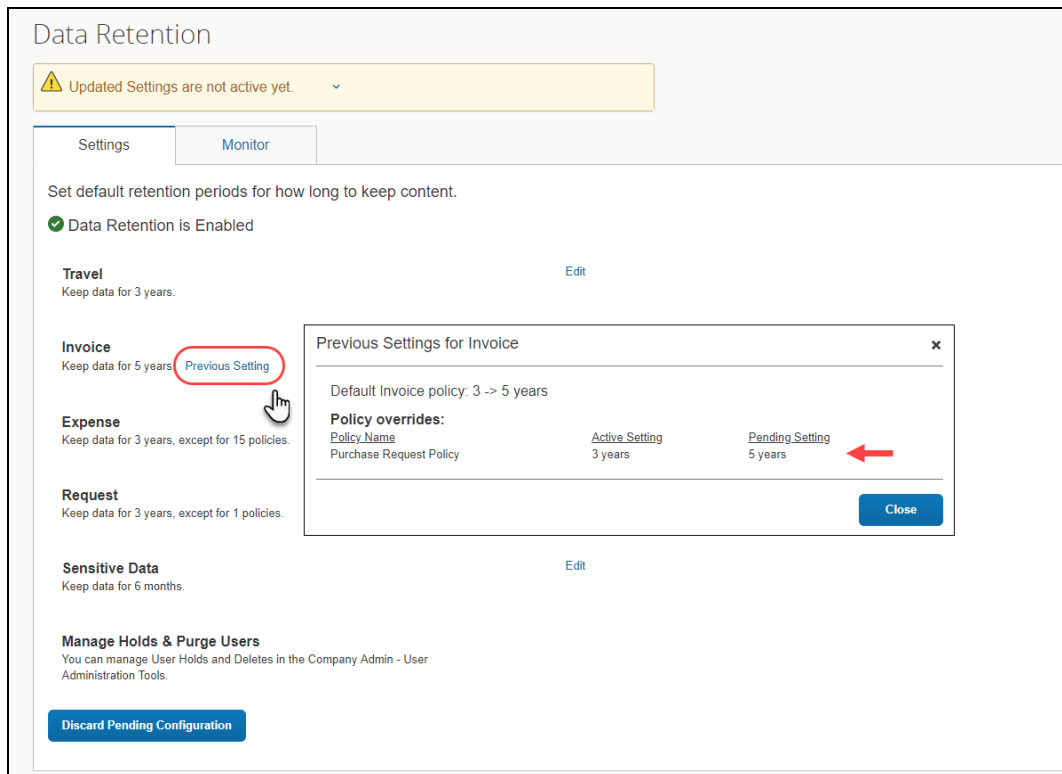 Data Retention
Updated Settings are not active yet.
Settings
Monitor
Set default retention periods for how long to keep content.
Data Retention is Enabled
Travel
Edit
Keep data for 3 years.
Invoice
Keep data for 5 years
Previous Setting
Previous Settings for Invoice
Default Invoice policy: 3 -> 5 years
Policy overrides:
Policy Name Active Setting Pending Setting
Purchase Request Policy 3 years 5 years
Close
Expense
Keep data for 3 years, except for 15 policies.
Request
Keep data for 3 years, except for 1 policies.
Sensitive Data
Edit
Keep data for 6 months.
Manage Holds & Purge Users
You can manage User Holds and Deletes in the Company Admin - User
Administration Tools.
Discard Pending Configuration